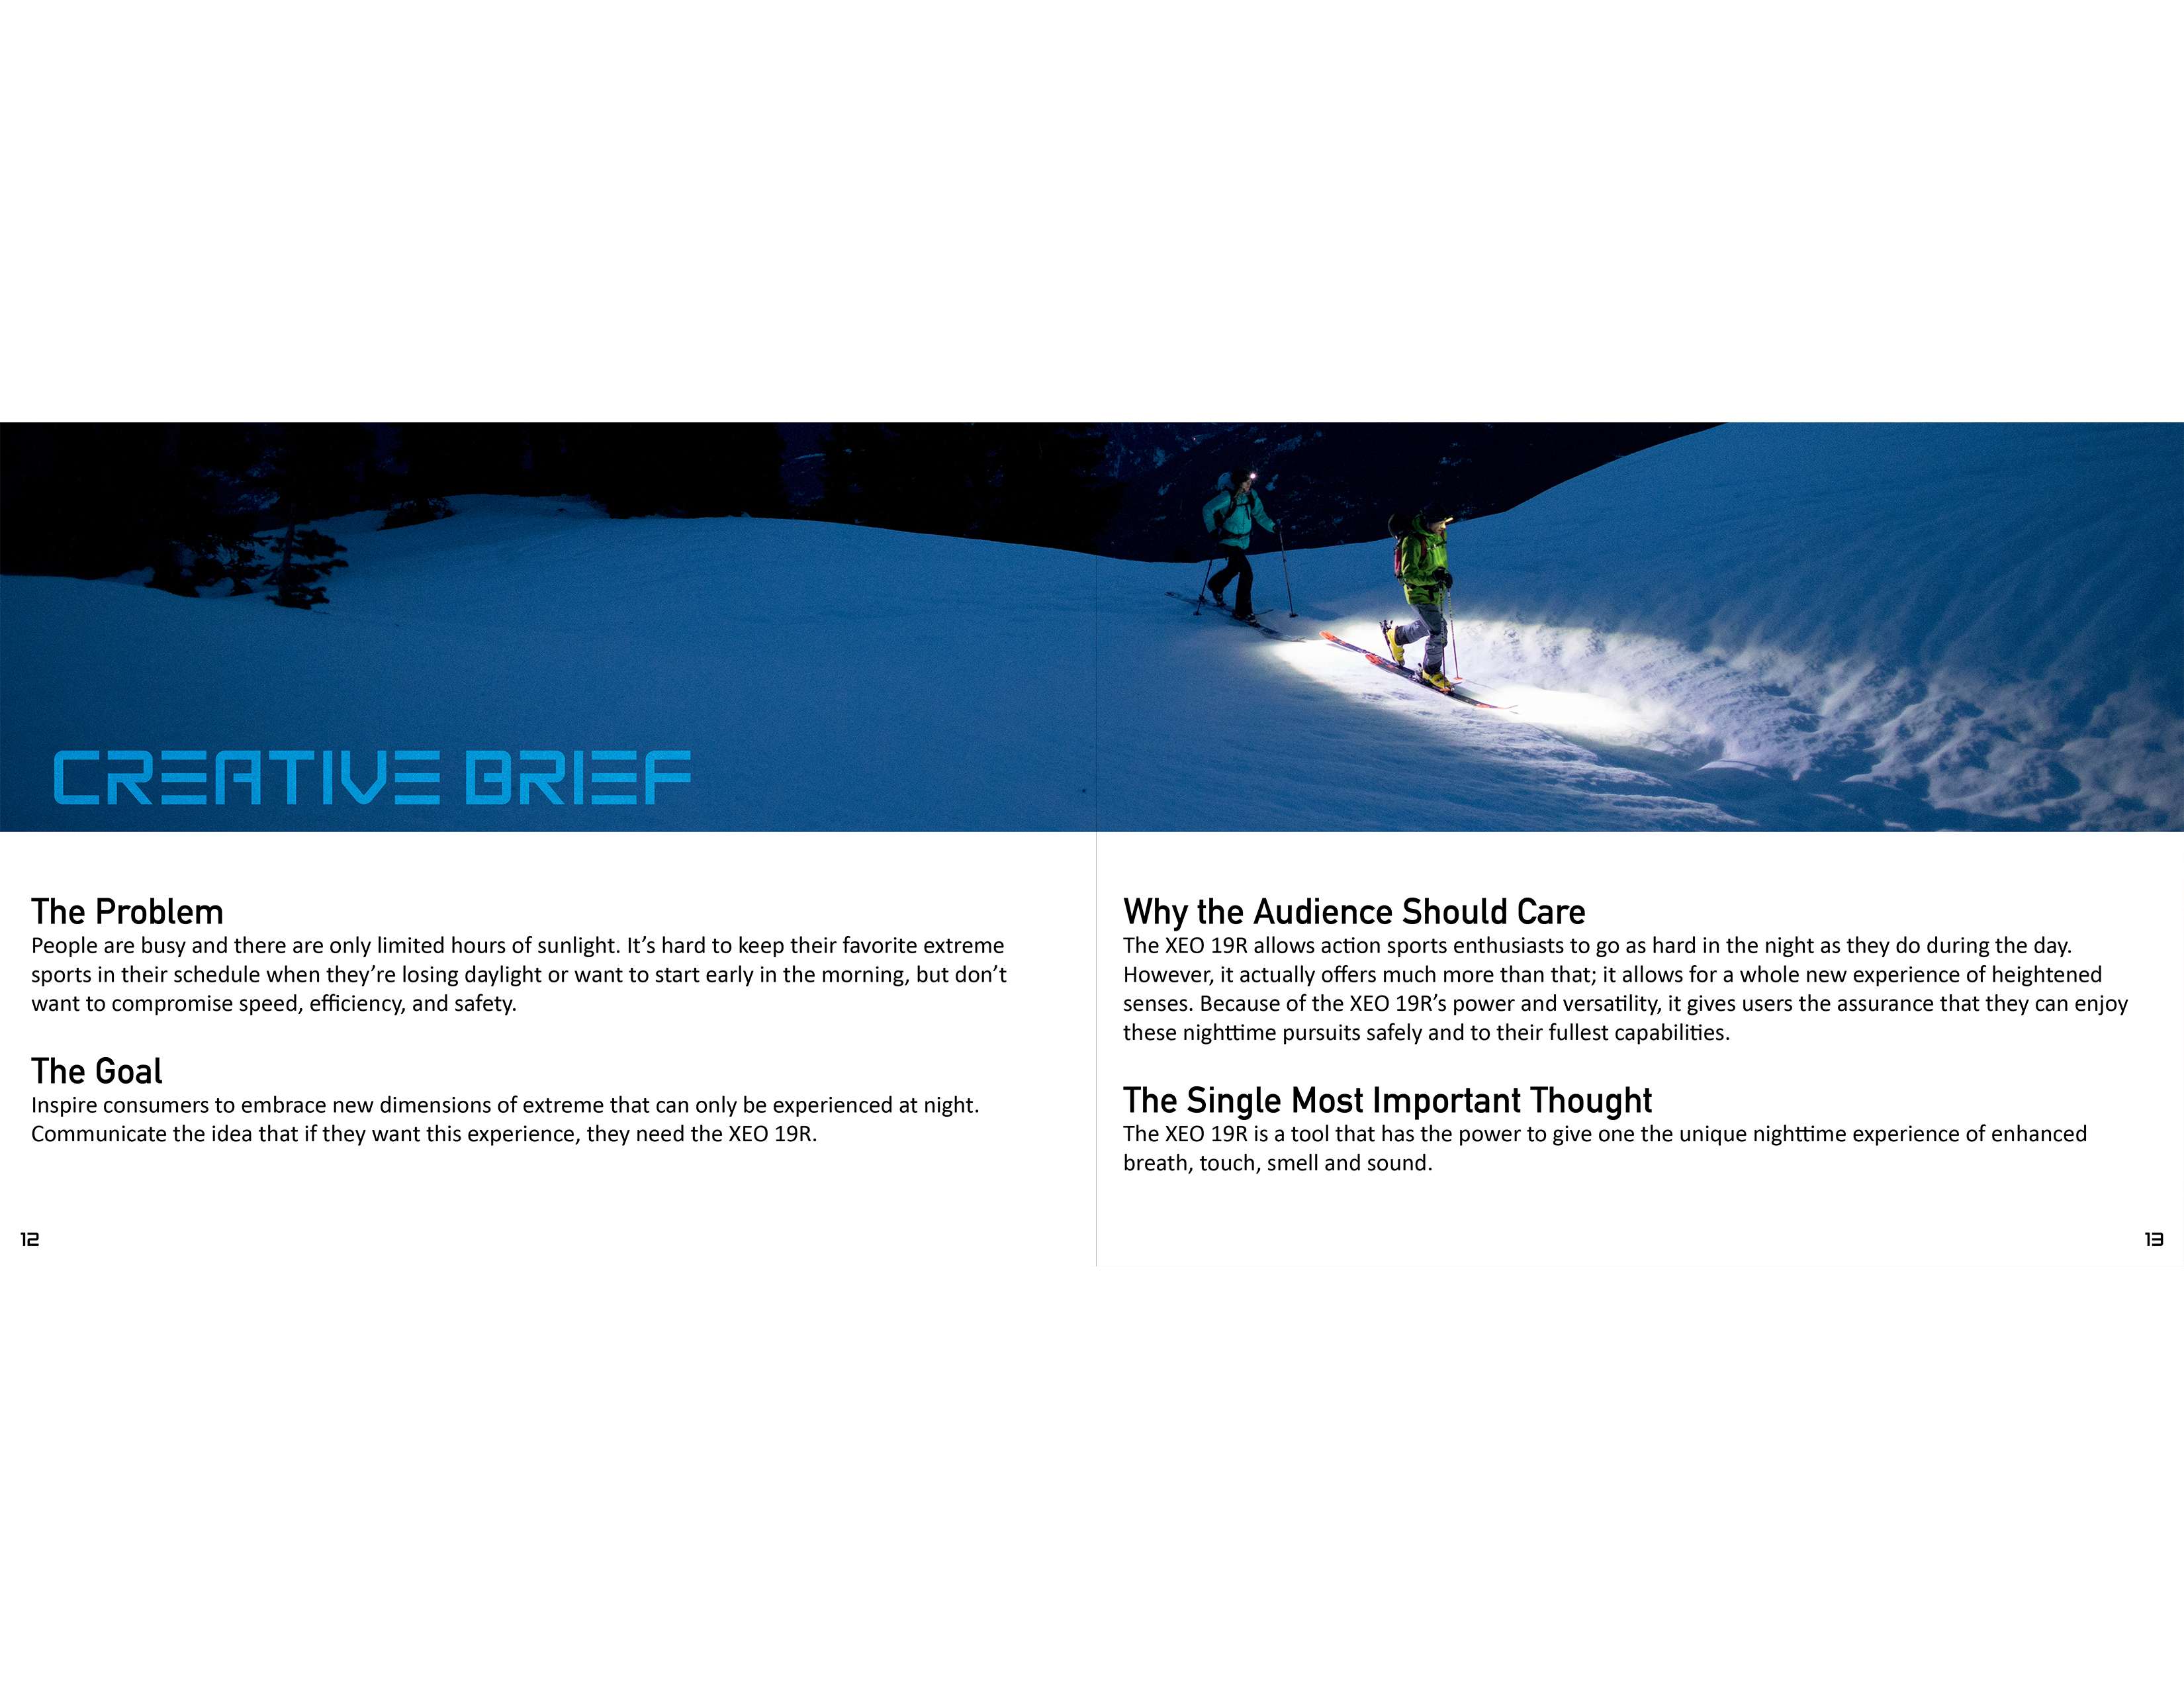 CREATIVE BRIEF
The Problem
People are busy and there are only limited hours of sunlight. It’s hard to keep their favorite extreme
sports in their schedule when they’re losing daylight or want to start early in the morning, but don’t
want to compromise speed, efficiency, and safety.
The Goal
Inspire consumers to embrace new dimensions of extreme that can only be experienced at night.
Communicate the idea that if they want this experience, they need the XEO 19R.
12
Why the Audience Should Care
The XEO 19R allows action sports enthusiasts to go as hard in the night as they do during the day.
However, it actually offers much more than that; it allows for a whole new experience of heightened
senses. Because of the XEO 19R’s power and versatility, it gives users the assurance that they can enjoy
these nighttime pursuits safely and to their fullest capabilities.
The Single Most Important Thought
The XEO 19R is a tool that has the power to give one the unique nighttime experience of enhanced
breath, touch, smell and sound.
13